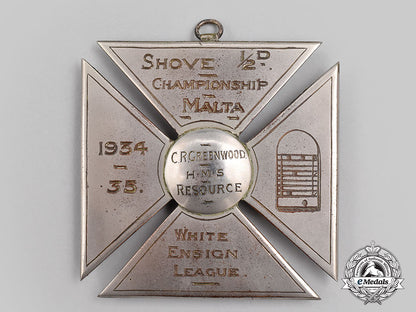 SHOVE ½D.
CHAMPIONSHIP
MALTA
1934
-
35.
C.R. GREENWOOD.
H·M·S
RESOURCE
WHITE
ENSIGN
LEAGUE.
eMedals